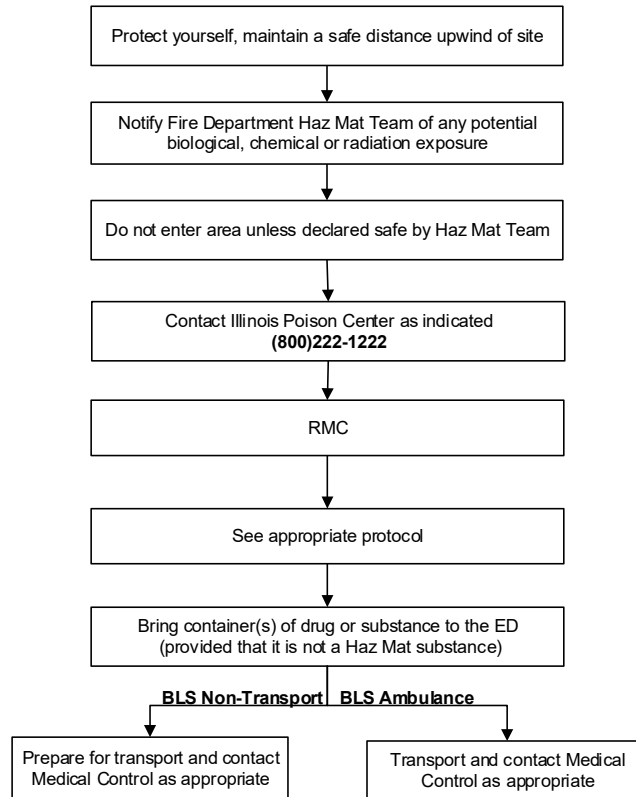 Protect yourself, maintain a safe distance upwind of site
Notify Fire Department Haz Mat Team of any potential
biological, chemical or radiation exposure
Do not enter area unless declared safe by Haz Mat Team
Contact Illinois Poison Center as indicated
(800)222-1222
RMC
See appropriate protocol
Bring container(s) of drug or substance to the ED
(provided that it is not a Haz Mat substance)
BLS Non-Transport
BLS Ambulance
Prepare for transport and contact
Medical Control as appropriate
Transport and contact Medical
Control as appropriate